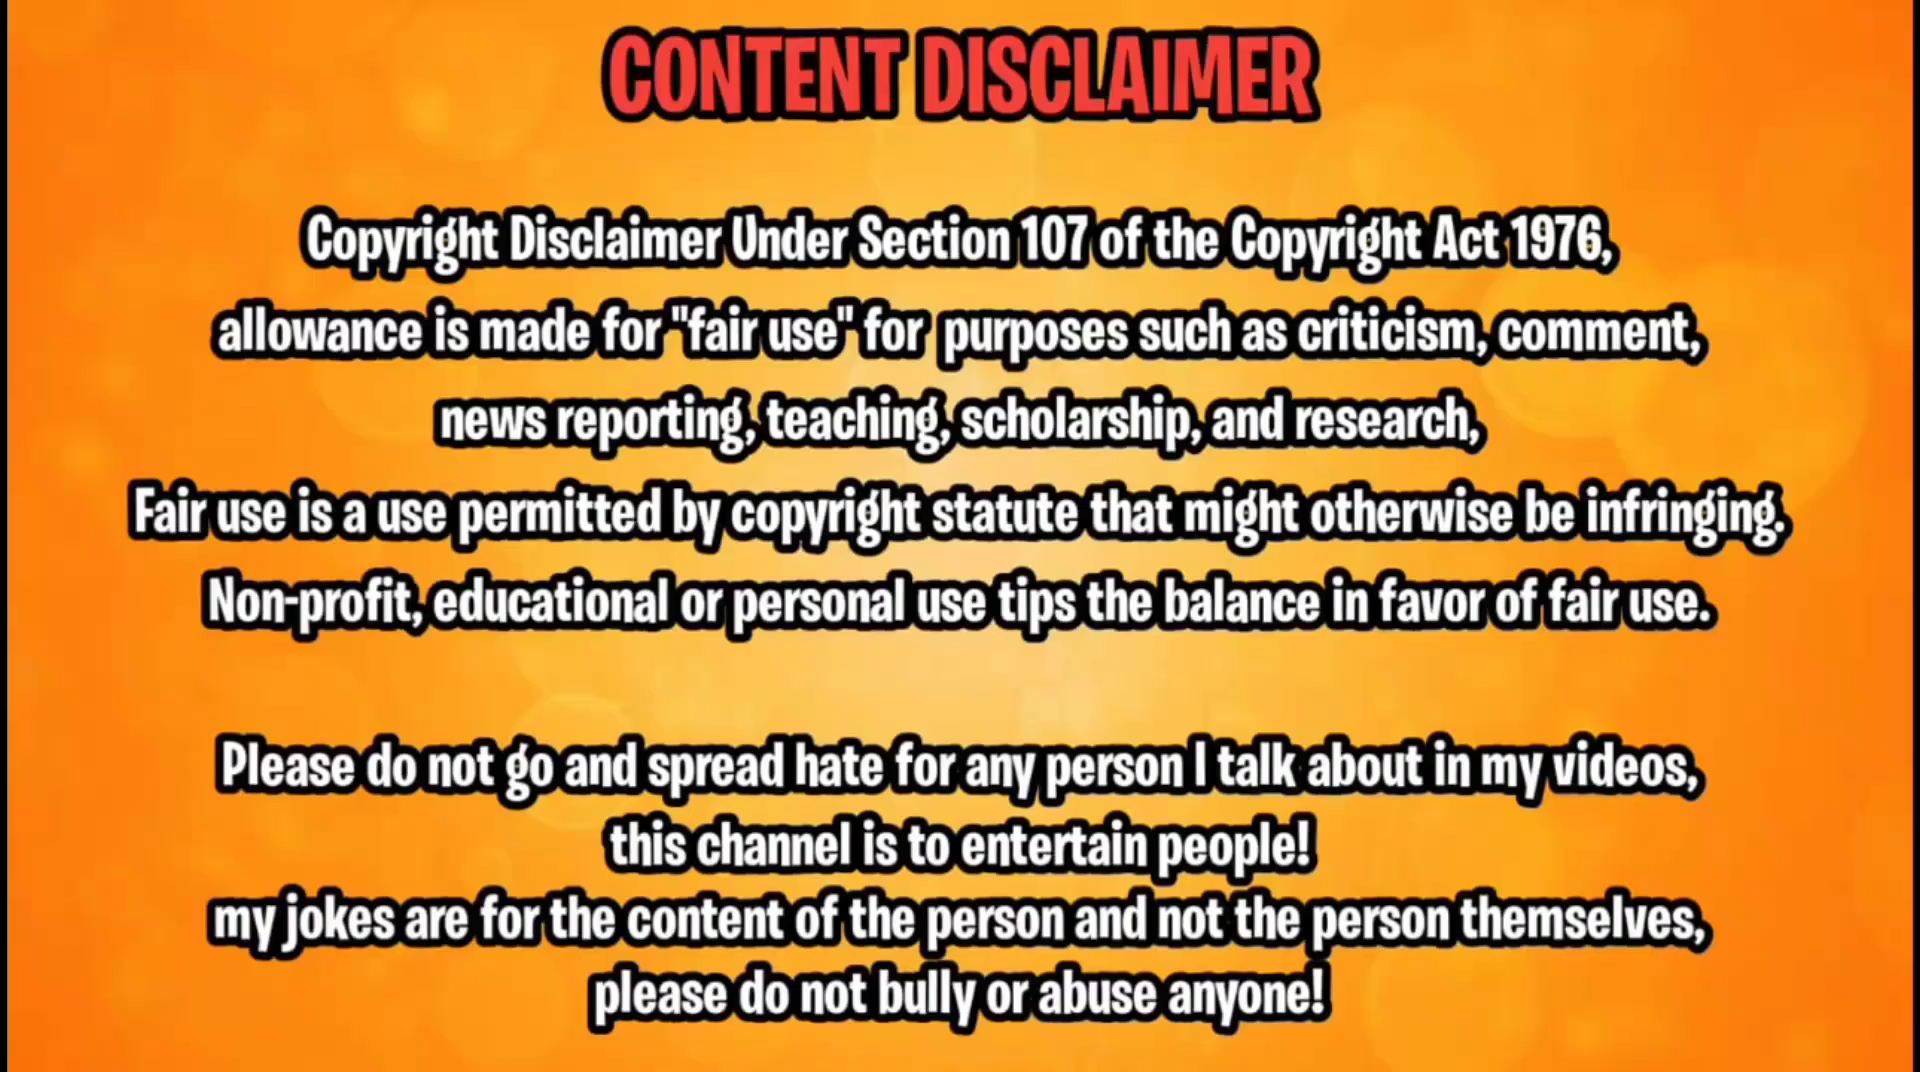 CONTENT DISCLAIMER
Copyright Disclaimer Under Section 107 of the Copyright Act 1976,
allowance is made for "fair use" for purposes such as criticism, comment,
news reporting, teaching, scholarship, and research,
Fair use is a use permitted by copyright statute that might otherwise be infringing.
Non-profit, educational or personal use tips the balance in favor of fair use.
Please do not go and spread hate for any person I talk about in my videos,
this channel is to entertain people!
my jokes are for the content of the person and not the person themselves,
please do not bully or abuse anyone!